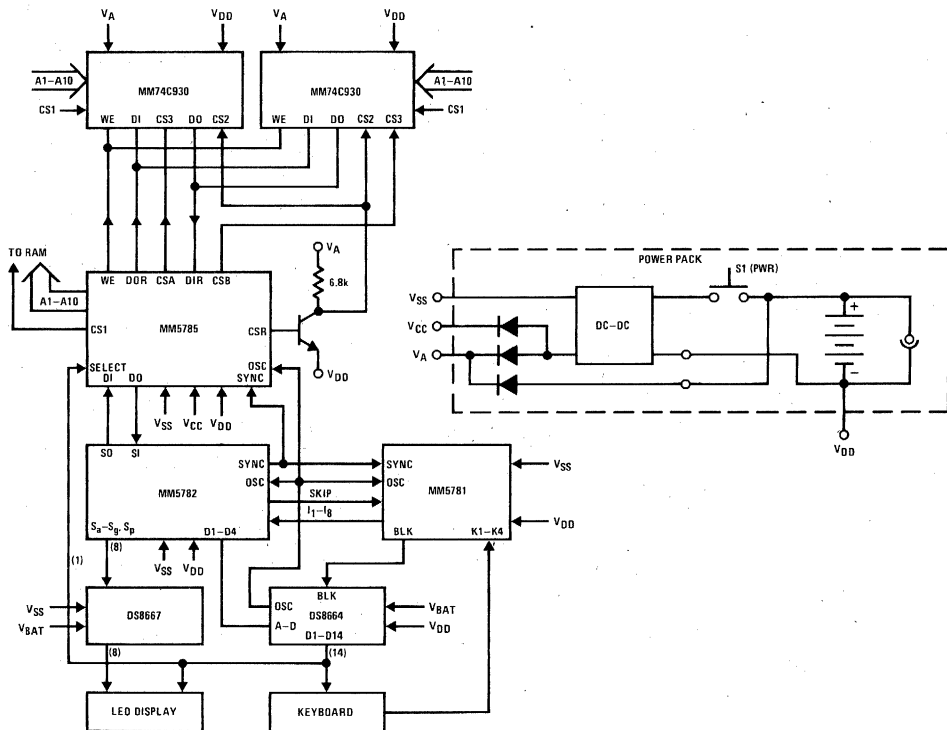 VA VDD VA VDD
A1–A10 MM74C930 MM74C930 A1–A10
CS1 CS1
WE DI CS3 DO CS2 WE DI DO CS2 CS3
TO RAM
VA
6.8k
WE DOR CSA DIR CSB
A1–A10
MM5785
CS1 CSR
SELECT OSC
DI DO SYNC
VDD
VSS VCC VDD
POWER PACK
S1 (PWR)
VSS
DC–DC
VCC
VA
+
–
VDD
SO SI
SYNC SYNC VSS
MM5782 OSC OSC MM5781
SKIP
I1–I8
Sa–Sg, Sp D1–D4 BLK K1–K4 VDD
(1) (8) VSS VDD
BLK
VSS DS8667 OSC DS8664 VBAT
VBAT A–D VDD
D1–D14
(8) (14)
LED DISPLAY KEYBOARD